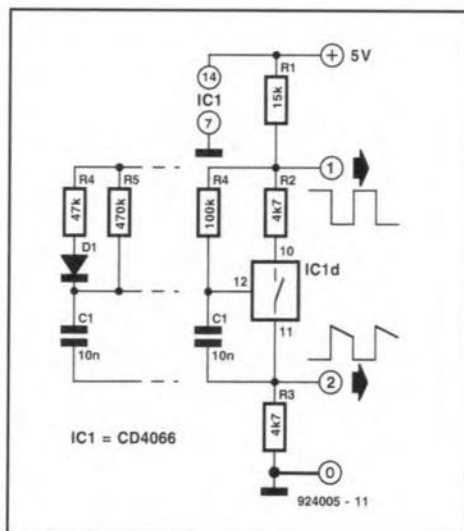 + 5V
14
R1
15k
IC1
7
1
R4
47k
R5
470k
R4
100k
R2
4k7
D1
10
12
IC1d
11
C1
10n
C1
10n
2
R3
4k7
IC1 = CD4066
0
924005 - 11